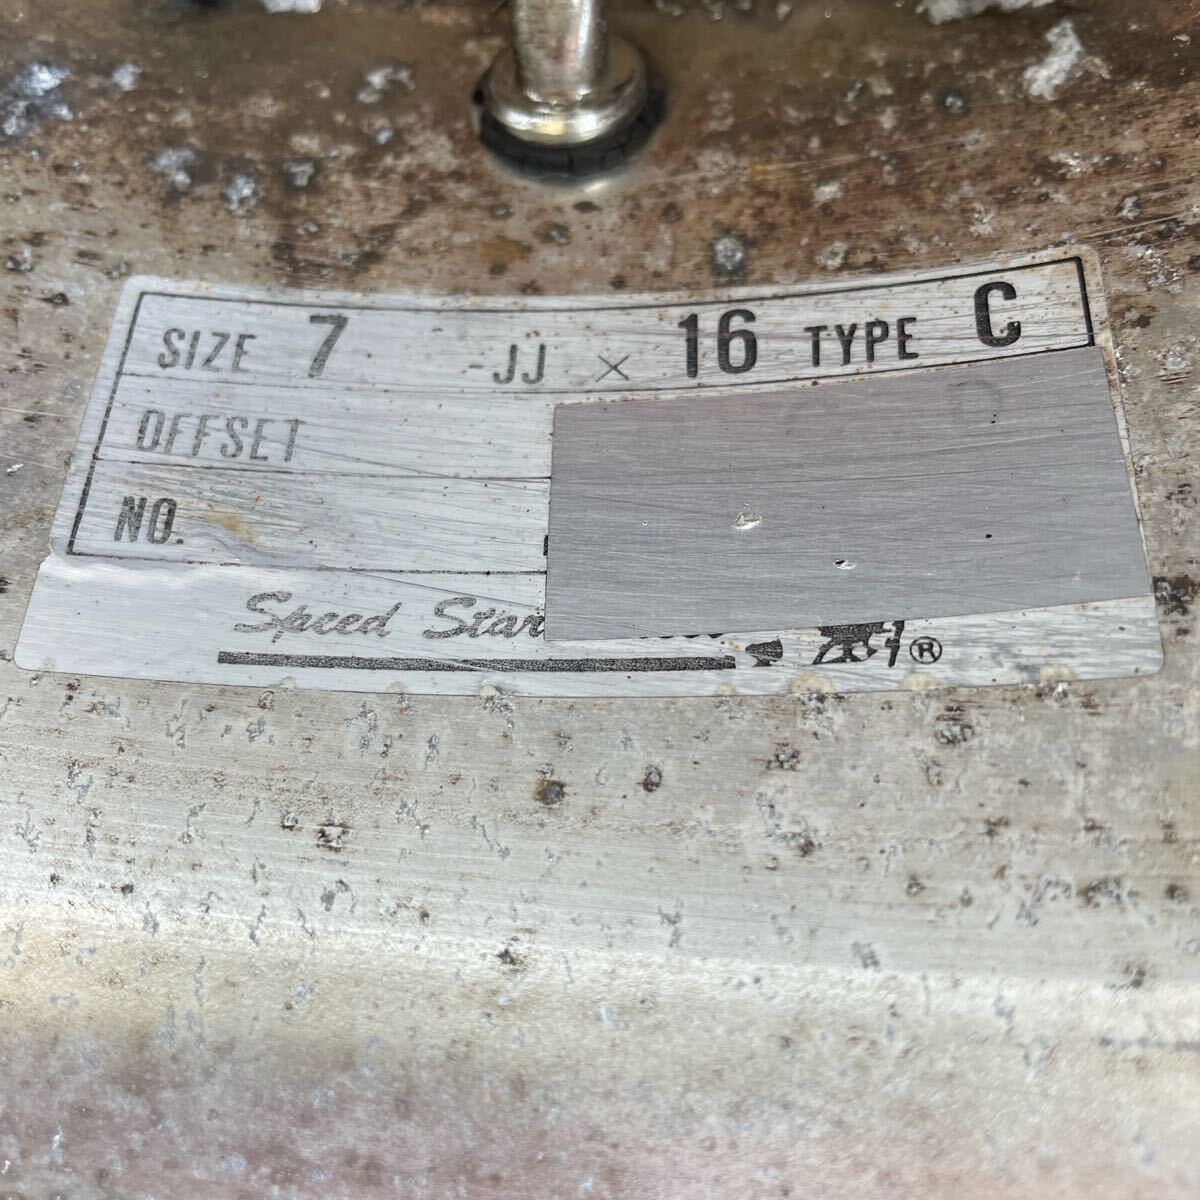 SIZE 7 -JJ × 16 TYPE C
OFFSET
NO.
Speed Star
®